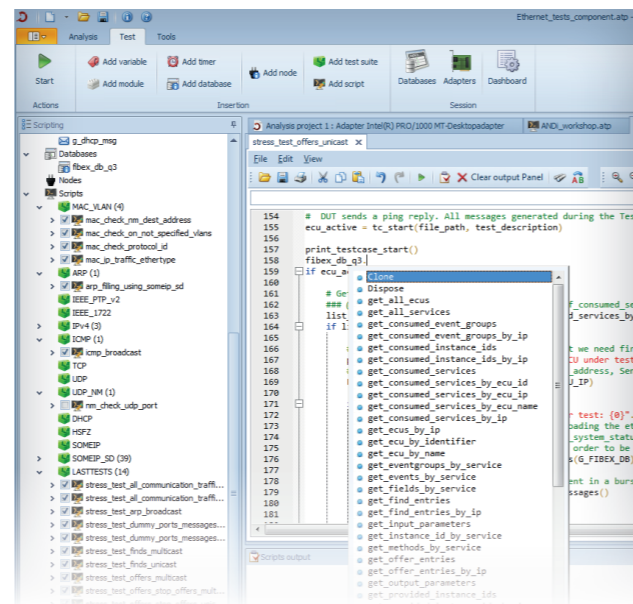 Ethernet_tests_component.atp -
Analysis Test Tools
Start
Add variable
Add module
Add timer
Add database
Add node
Add test suite
Add script
Databases Adapters Dashboard
Actions Insertion Session
Scripting
g_dhcp_msg
Databases
fibex_db_q3
Nodes
Scripts
MAC_VLAN (4)
mac_check_nm_dest_address
mac_check_on_not_specified_vlans
mac_check_protocol_id
mac_ip_traffic_ethertype
ARP (1)
arp_filing_using_someip_sd
IEEE_PTP_v2
IEEE_1722
IPv4 (3)
ICMP (1)
icmp_broadcast
TCP
UDP
UDP_NM (1)
nm_check_udp_port
DHCP
HSFZ
SOMEIP
SOMEIP_SD (39)
LASTTESTS (14)
stress_test_all_communication_traffi...
stress_test_all_communication_traffi...
stress_test_arp_broadcast
stress_test_dummy_ports_messages...
stress_test_dummy_ports_messages...
stress_test_finds_multicast
stress_test_finds_unicast
stress_test_offers_multicast
stress_test_offers_stop_offers_mult...
Analysis project 1 : Adapter Intel(R) PRO/1000 MT-Desktopadapter
ANDi_workshop.atp
stress_test_offers_unicast
File Edit View
Clear output Panel
154 # DUT sends a ping reply. All messages generated during the Tes
155 ecu_active = tc_start(file_path, test_description)
156
157 print_testcase_start()
158 fibex_db_q3.
159 if ecu_a
160
161 # Ge
162 ### ( f_consumed_se
163 list_ d_services_by
164 if l
165
166 t we need fin
167 CU under test
168 _address, Sen
169 U_IP)
170
171
172 r test: {0}".
173 oading the et
174 _system_statu
175 order to be
176 s(G_FIBEX_DB)
177
178 ent in a burs
179 ssages()
180
181
Clone
Dispose
get_all_ecus
get_all_services
get_consumed_event_groups
get_consumed_event_groups_by_ip
get_consumed_instance_ids
get_consumed_instance_ids_by_ip
get_consumed_services
get_consumed_services_by_ecu_id
get_consumed_services_by_ecu_ip
get_consumed_services_by_ecu_name
get_consumed_services_by_ip
get_ecus_by_ip
get_ecu_by_identifier
get_ecu_by_name
get_eventgroups_by_service
get_events_by_service
get_fields_by_service
get_find_entries
get_find_entries_by_ip
get_input_parameters
get_instance_id_by_service
get_methods_by_service
get_offer_entries
get_offer_entries_by_ip
get_output_parameters
get_provided_instance_ids
Scripts output